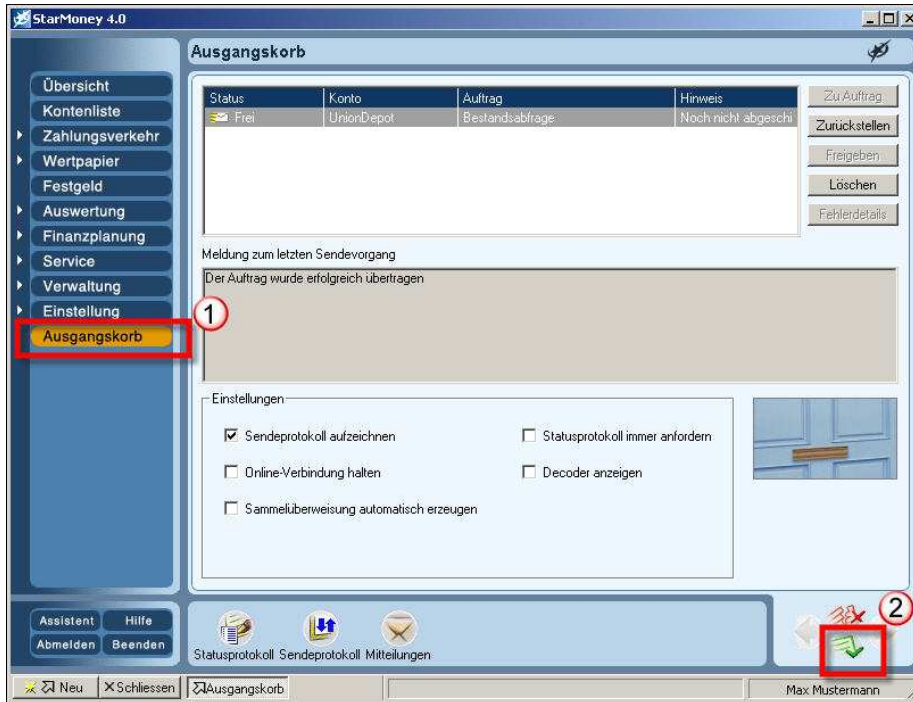 StarMoney 4.0
Ausgangskorb
Übersicht
Kontenliste
Zahlungsverkehr
Wertpapier
Festgeld
Auswertung
Finanzplanung
Service
Verwaltung
Einstellung
Ausgangskorb
1
Status Konto Auftrag Hinweis
Frei UnionDepot Bestandsabfrage Noch nicht abgeschi
Zu Auftrag
Zurückstellen
Freigeben
Löschen
Fehlerdetails
Meldung zum letzten Sendevorgang
Der Auftrag wurde erfolgreich übertragen
Einstellungen
Sendeprotokoll aufzeichnen
Statusprotokoll immer anfordern
Online-Verbindung halten
Decoder anzeigen
Sammelüberweisung automatisch erzeugen
Assistent Hilfe
Abmelden Beenden
Statusprotokoll Sendeprotokoll Mitteilungen
2
Neu Schliessen Ausgangskorb Max Mustermann